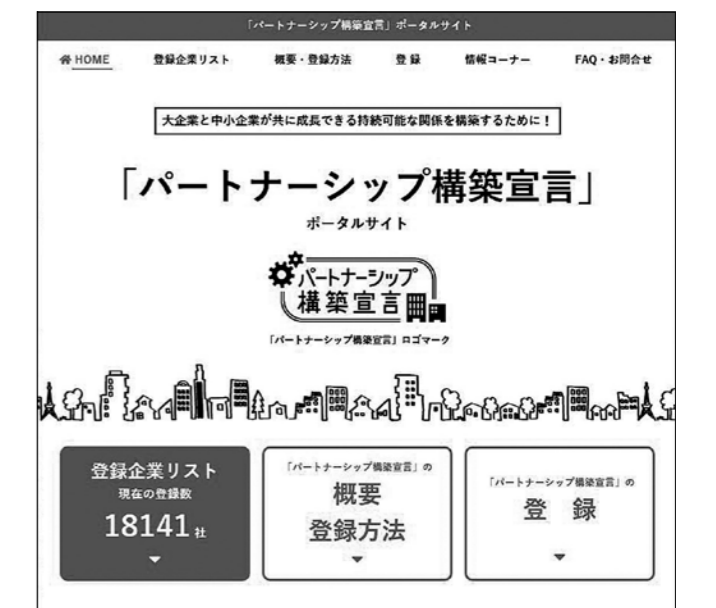 「パートナーシップ構築宣言」ポータルサイト
HOME 登録企業リスト 概要・登録方法 登 録 情報コーナー FAQ・お問合せ
大企業と中小企業が共に成長できる持続可能な関係を構築するために！
「パートナーシップ構築宣言」
ポータルサイト
パートナーシップ
構築宣言
「パートナーシップ構築宣言」ロゴマーク
登録企業リスト
現在の登録数
18141 社
「パートナーシップ構築宣言」の
概要
登録方法
「パートナーシップ構築宣言」の
登 録